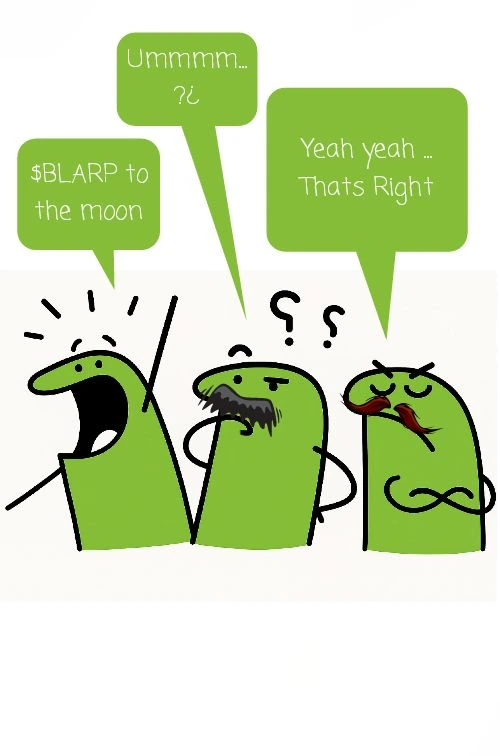 Ummmm...
?¿
$BLARP to
the moon
Yeah yeah ...
Thats Right
??